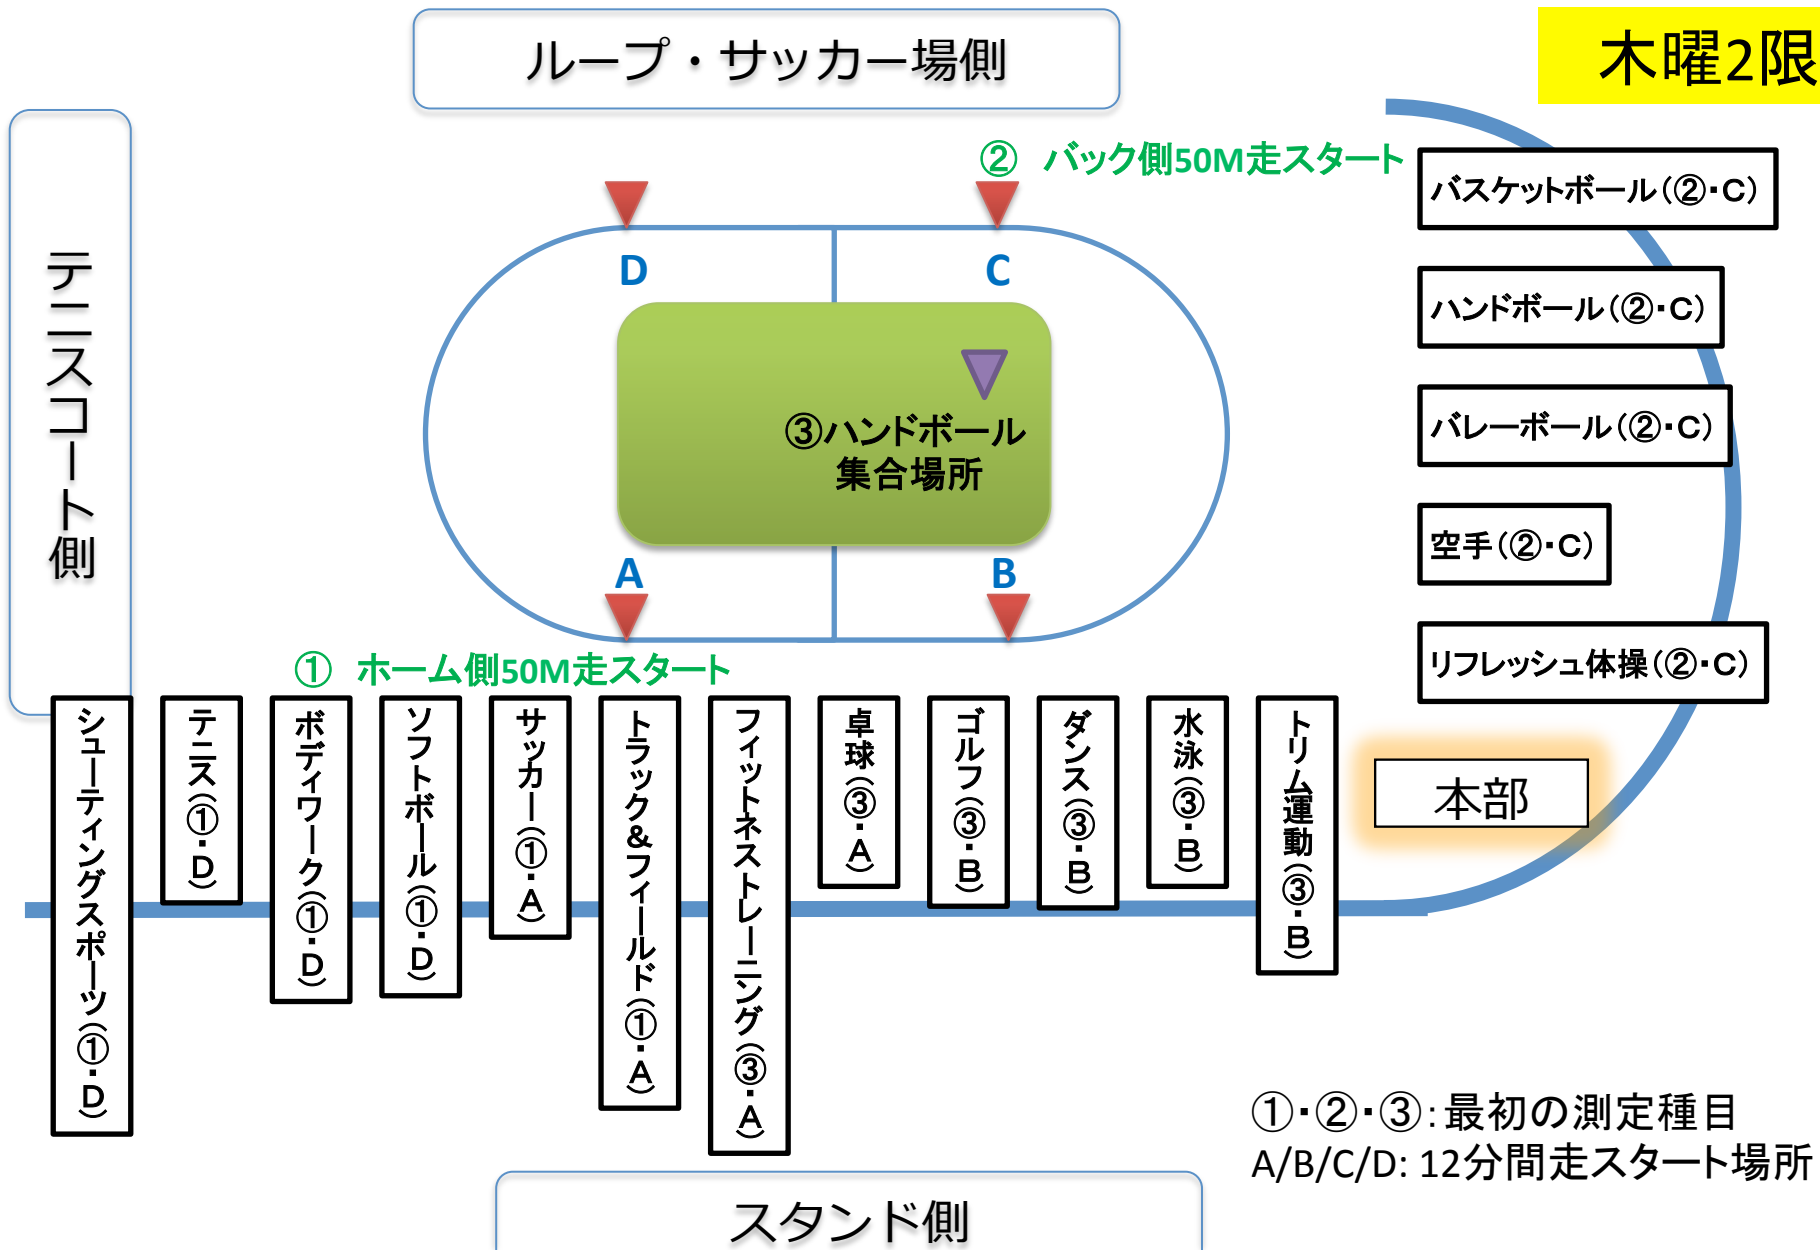 ループ・サッカー場側
木曜2限
テニスコート側
② バック側50M走スタート
D
C
③ハンドボール
集合場所
A
B
① ホーム側50M走スタート
バスケットボール(②・C)
ハンドボール(②・C)
バレーボール(②・C)
空手(②・C)
リフレッシュ体操(②・C)
本部
シューティングスポーツ(①・D)
テニス(①・D)
ボディワーク(①・D)
ソフトボール(①・D)
サッカー(①・A)
トラック&フィールド(①・A)
フィットネストレーニング(③・A)
卓球(③・A)
ゴルフ(③・B)
ダンス(③・B)
水泳(③・B)
トリム運動(③・B)
①・②・③：最初の測定種目
A/B/C/D: 12分間走スタート場所
スタンド側